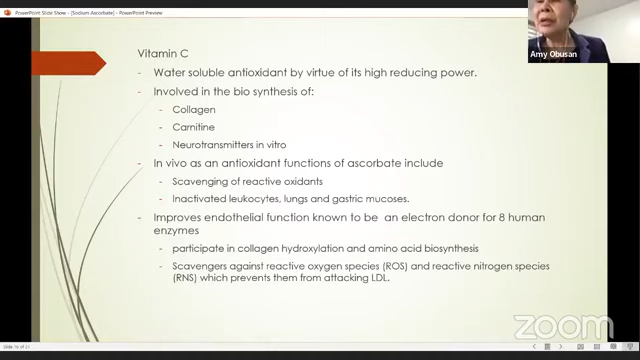 PowerPoint Slide Show - [Sodium Ascorbate] - PowerPoint Preview
Amy Obusan
Vitamin C
- Water soluble antioxidant by virtue of its high reducing power.
- Involved in the bio synthesis of:
- Collagen
- Carnitine
- Neurotransmitters in vitro
- In vivo as an antioxidant functions of ascorbate include
- Scavenging of reactive oxidants
- Inactivated leukocytes, lungs and gastric mucoses.
- Improves endothelial function known to be an electron donor for 8 human
enzymes
- participate in collagen hydroxylation and amino acid biosynthesis
- Scavengers against reactive oxygen species (ROS) and reactive nitrogen species
(RNS) which prevents them from attacking LDL.
zoom